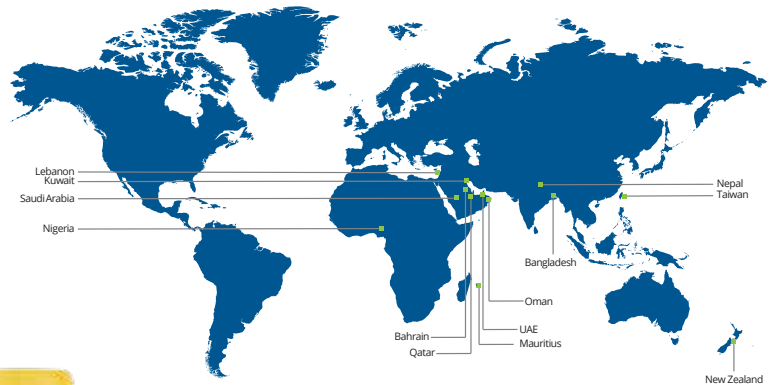 Lebanon
Kuwait
Saudi Arabia
Nigeria
Nepal
Taiwan
Bangladesh
Oman
UAE
Mauritius
Bahrain
Qatar
New Zealand